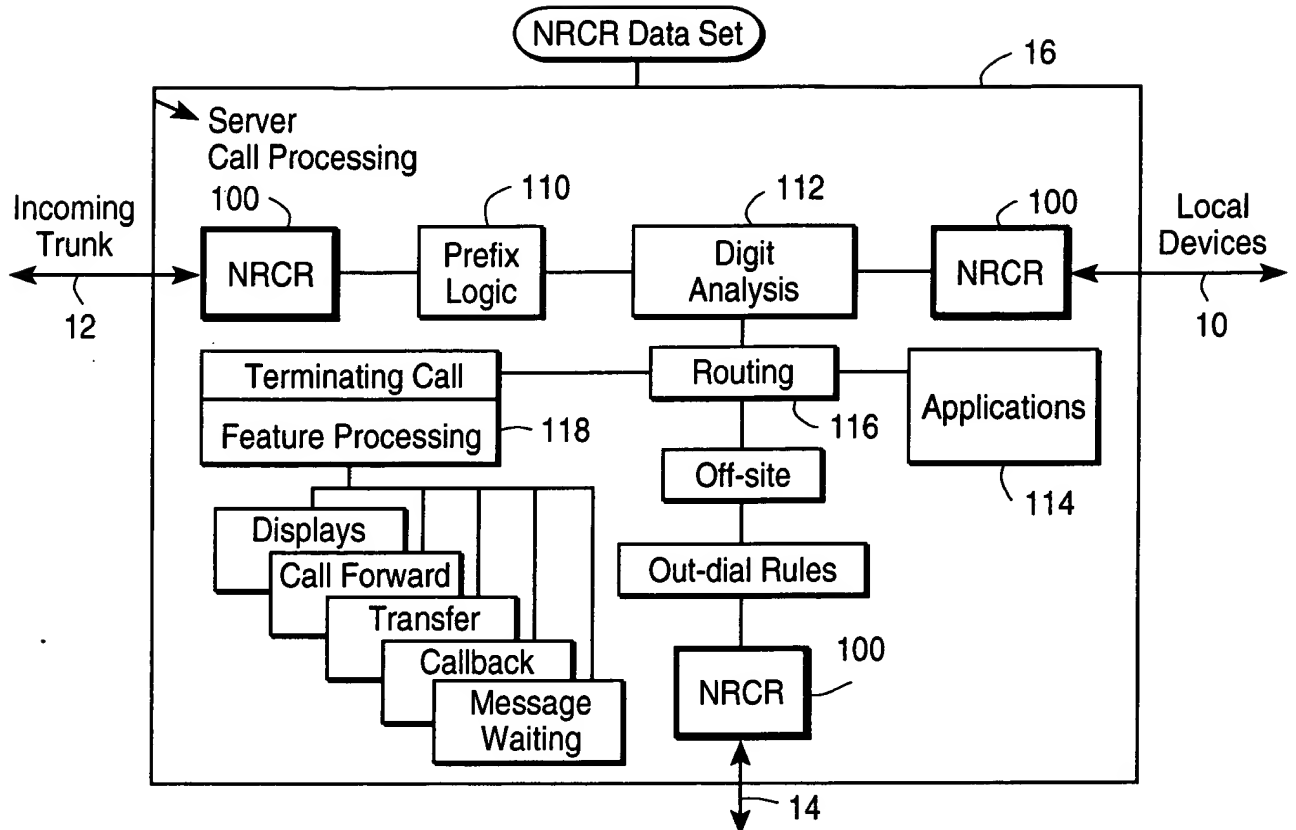 NRCR Data Set
16
Server
Call Processing
Incoming
Trunk
12
100
NRCR
110
Prefix
Logic
112
Digit
Analysis
100
NRCR
Local
Devices
10
Terminating Call
Feature Processing
118
Routing
116
Applications
114
Off-site
Out-dial Rules
Displays
Call Forward
Transfer
Callback
Message
Waiting
100
NRCR
14